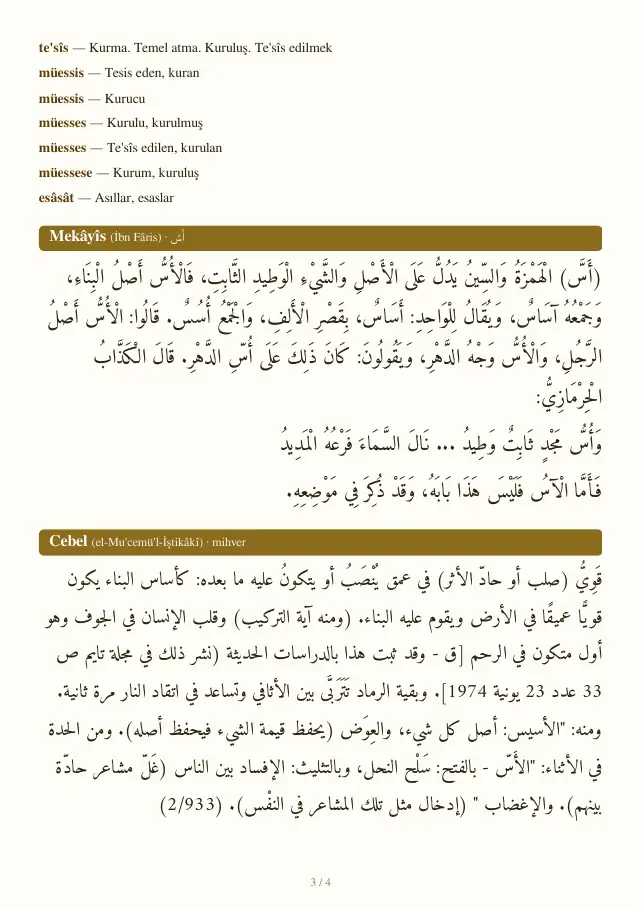 te'sîs — Kurma. Temel atma. Kuruluş. Te'sîs edilmek
müessis — Tesis eden, kuran
müessis — Kurucu
müesses — Kurulu, kurulmuş
müesses — Te'sîs edilen, kurulan
müessese — Kurum, kuruluş
esâsât — Asıllar, esaslar
Mekâyîs (İbn Fâris) · أسّ
(أَسَّ) الْهَمْزَةُ وَالسِّينُ يَدُلُّ عَلَى الْأَصْلِ وَالشَّيْءِ الْوَطِيدِ الثَّابِتِ، فَالْأُسُّ أَصْلُ الْبِنَاءِ،
وَجَمْعُهُ آسَاسٌ، وَيُقَالُ لِلْوَاحِدِ: أَسَاسٌ، بِقَصْرِ الْأَلِفِ، وَالْجَمْعُ أُسُسٌ. قَالُوا: الْأُسُّ أَصْلُ
الرَّجُلِ، وَالْأُسُّ وَجْهُ الدَّهْرِ، وَيَقُولُونَ: كَانَ ذَلِكَ عَلَى أُسِّ الدَّهْرِ. قَالَ الْكَذَّابُ
الْحِرْمَازِيُّ:
وَأُسُّ مَجْدٍ ثَابِتٌ وَطِيدُ ... نَالَ السَّمَاءَ فَرْعُهُ الْمَدِيدُ
فَأَمَّا الْآسُ فَلَيْسَ هَذَا بَابَهُ، وَقَدْ ذُكِرَ فِي مَوْضِعِهِ.
Cebel (el-Mu'cemü'l-İştikâkî) · mihver
قَوِيٌّ (صلب أو حادّ الأثر) في عمق يُنْصَبُ أو يتكونُ عليه ما بعده: كأساس البناء يكون
قويًّا عميقًا في الأرض ويقوم عليه البناء. (ومنه آية التركيب) وقلب الإنسان في الجوف وهو
أول متكون في الرحم [ق - وقد ثبت هذا بالدراسات الحديثة (نشر ذلك في مجلة تايم ص
33 عدد 23 يونية 1974]. وبقية الرماد تَتَرَبَّى بين الأثافي وتساعد في اتقاد النار مرة ثانية.
ومنه: "الأسيس: أصل كل شيء، والعِوَض (يحفظ قيمة الشيء فيحفظ أصله). ومن الحدة
في الأثناء: "الأَسّ - بالفتح: سَلْح النحل، وبالتثليث: الإفساد بين الناس (غَلّ مشاعر حادّة
بينهم). والإغضاب " (إدخال مثل تلك المشاعر في النفْس). (2/933)
3 / 4